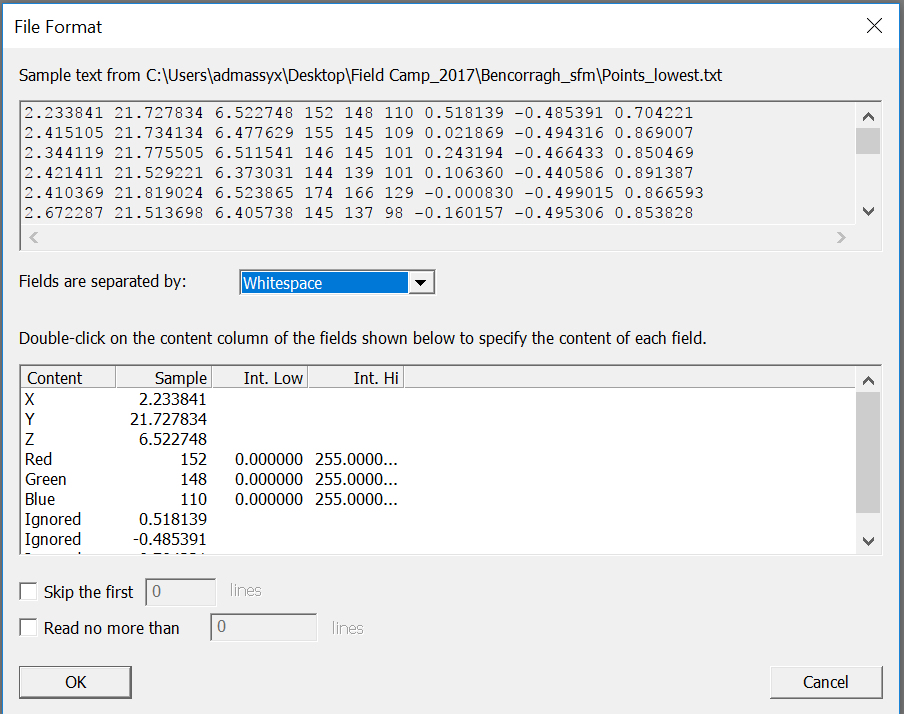 File Format
Sample text from C:\Users\admassyx\Desktop\Field Camp_2017\Bencorragh_sfm\Points_lowest.txt
2.233841 21.727834 6.522748 152 148 110 0.518139 -0.485391 0.704221
2.415105 21.734134 6.477629 155 145 109 0.021869 -0.494316 0.869007
2.344119 21.775505 6.511541 146 145 101 0.243194 -0.466433 0.850469
2.421411 21.529221 6.373031 144 139 101 0.106360 -0.440586 0.891387
2.410369 21.819024 6.523865 174 166 129 -0.000830 -0.499015 0.866593
2.672287 21.513698 6.405738 145 137 98 -0.160157 -0.495306 0.853828
Fields are separated by: Whitespace
Double-click on the content column of the fields shown below to specify the content of each field.
Content Sample Int. Low Int. Hi
X 2.233841
Y 21.727834
Z 6.522748
Red 152 0.000000 255.0000...
Green 148 0.000000 255.0000...
Blue 110 0.000000 255.0000...
Ignored 0.518139
Ignored -0.485391
Skip the first 0 lines
Read no more than 0 lines
OK Cancel